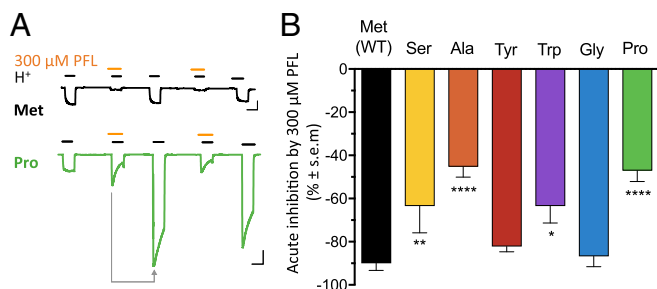 A
300 µM PFL
H+
Met
Pro
B
Met
(WT) Ser Ala Tyr Trp Gly Pro
Acute inhibition by 300 µM PFL
(% ± s.e.m)
0
-20
-40
-60
-80
-100
**
****
*
****